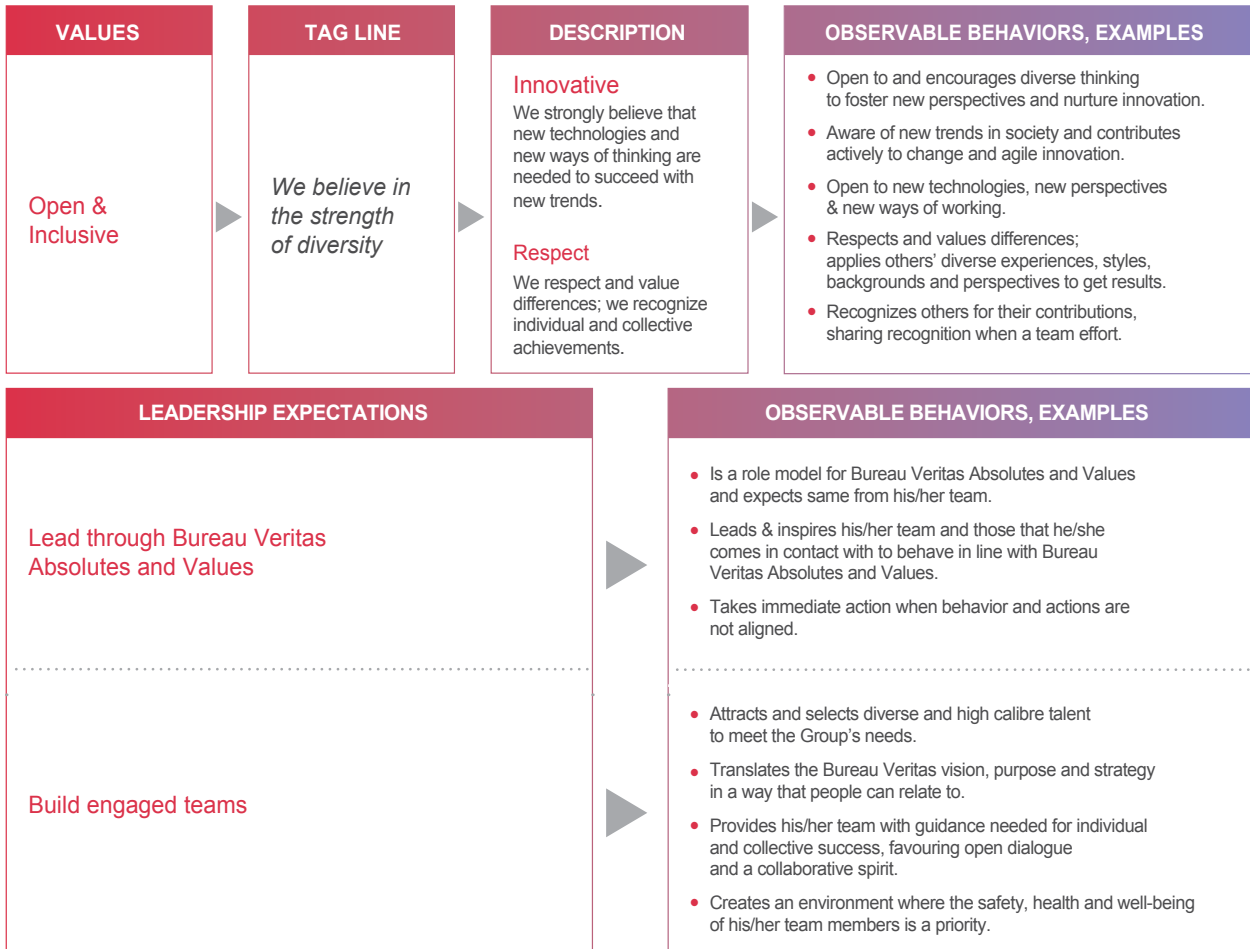 VALUES
TAG LINE
DESCRIPTION
OBSERVABLE BEHAVIORS, EXAMPLES
Open &
Inclusive
We believe in
the strength
of diversity
Innovative
We strongly believe that
new technologies and
new ways of thinking are
needed to succeed with
new trends.
Respect
We respect and value
differences; we recognize
individual and collective
achievements.
• Open to and encourages diverse thinking
to foster new perspectives and nurture innovation.
• Aware of new trends in society and contributes
actively to change and agile innovation.
• Open to new technologies, new perspectives
& new ways of working.
• Respects and values differences;
applies others’ diverse experiences, styles,
backgrounds and perspectives to get results.
• Recognizes others for their contributions,
sharing recognition when a team effort.
LEADERSHIP EXPECTATIONS
OBSERVABLE BEHAVIORS, EXAMPLES
Lead through Bureau Veritas
Absolutes and Values
• Is a role model for Bureau Veritas Absolutes and Values
and expects same from his/her team.
• Leads & inspires his/her team and those that he/she
comes in contact with to behave in line with Bureau
Veritas Absolutes and Values.
• Takes immediate action when behavior and actions are
not aligned.
Build engaged teams
• Attracts and selects diverse and high calibre talent
to meet the Group’s needs.
• Translates the Bureau Veritas vision, purpose and strategy
in a way that people can relate to.
• Provides his/her team with guidance needed for individual
and collective success, favouring open dialogue
and a collaborative spirit.
• Creates an environment where the safety, health and well-being
of his/her team members is a priority.